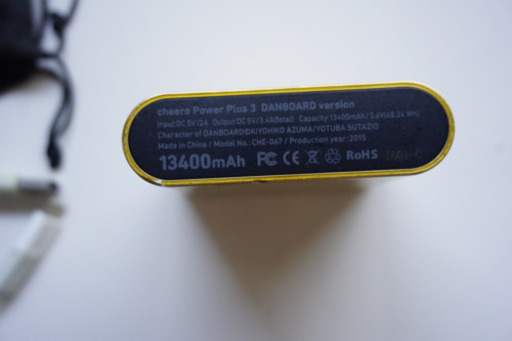 cheero Power Plus 3 DANBOARD version
Input:DC 5V/2A Output:DC 5V/3.4A(total) Capacity:13400mAh/3.6V(48.24 Wh)
Character of DANBOARD©KIYOHIKO AZUMA/YOTUBA SUTAZIO
Made in China / Model No.: CHE-067 / Production year: 2015
13400mAh FC CE RoHS